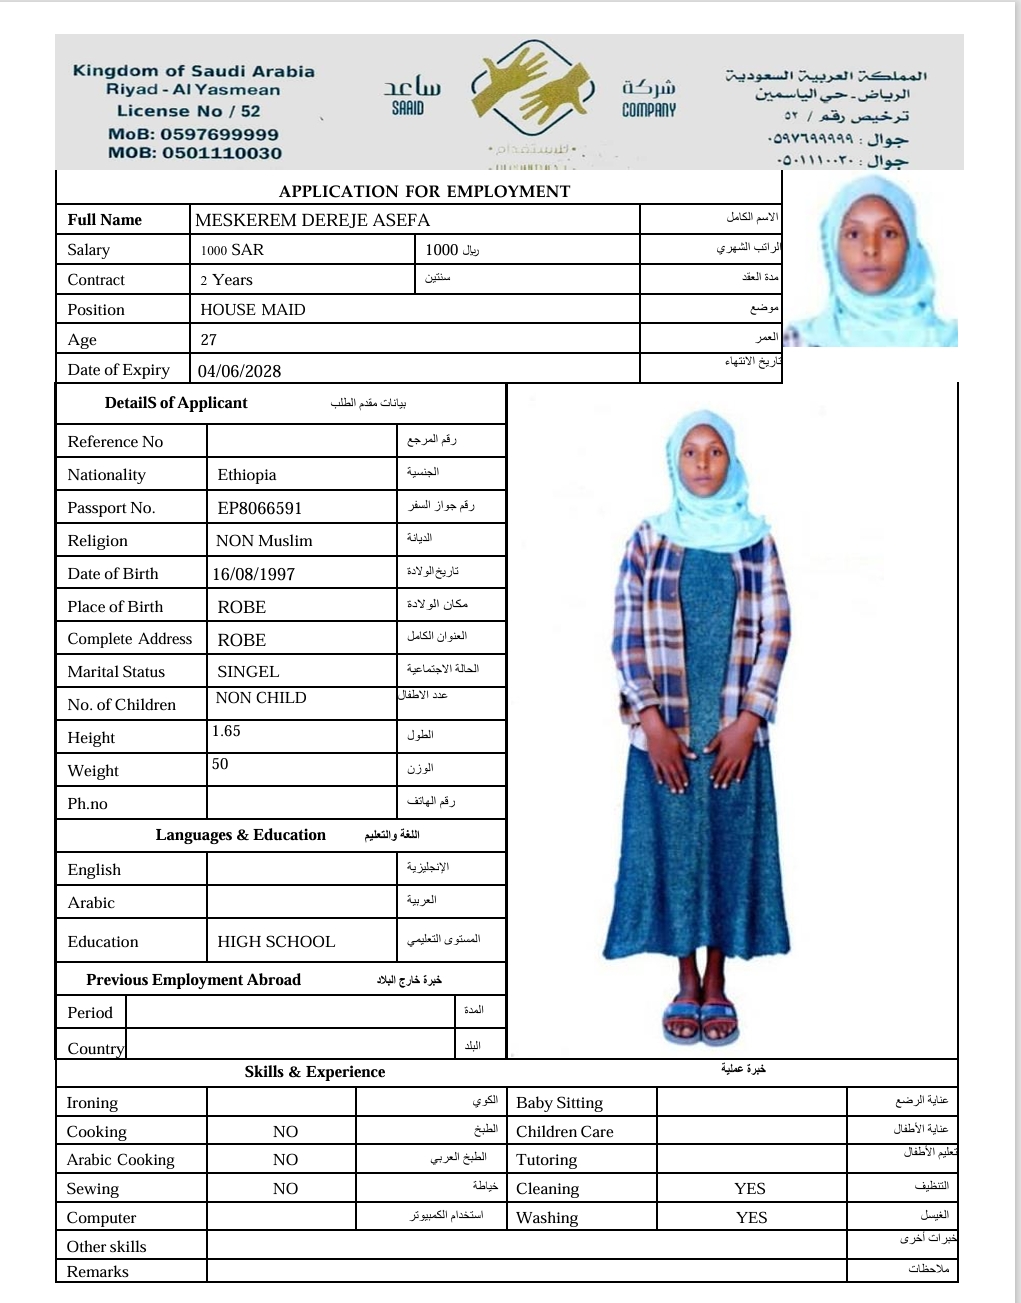 Kingdom of Saudi Arabia
Riyad - Al Yasmean
License No / 52
MoB: 0597699999
MOB: 0501110030
ساعد
SAAID
شركة
COMPANY
للاستقدام
المملكة العربية السعودية
الرياض - حي الياسمين
ترخيص رقم / ٥٢
جوال : ٠٥٩٧٦٩٩٩٩٩
جوال : ٠٥٠١١١٠٠٣٠
APPLICATION FOR EMPLOYMENT
Full Name MESKEREM DEREJE ASEFA الاسم الكامل
Salary 1000 SAR 1000 ريال الراتب الشهري
Contract 2 Years سنتين مدة العقد
Position HOUSE MAID موضع
Age 27 العمر
Date of Expiry 04/06/2028 تاريخ الانتهاء
DetailS of Applicant بيانات مقدم الطلب
Reference No رقم المرجع
Nationality Ethiopia الجنسية
Passport No. EP8066591 رقم جواز السفر
Religion NON Muslim الديانة
Date of Birth 16/08/1997 تاريخ الولادة
Place of Birth ROBE مكان الولادة
Complete Address ROBE العنوان الكامل
Marital Status SINGEL الحالة الاجتماعية
No. of Children NON CHILD عدد الاطفال
Height 1.65 الطول
Weight 50 الوزن
Ph.no رقم الهاتف
Languages & Education اللغة والتعليم
English الإنجليزية
Arabic العربية
Education HIGH SCHOOL المستوى التعليمي
Previous Employment Abroad خبرة خارج البلاد
Period المدة
Country البلد
Skills & Experience خبرة عملية
Ironing الكوي Baby Sitting عناية الرضع
Cooking NO الطبخ Children Care عناية الأطفال
Arabic Cooking NO الطبخ العربي Tutoring تعليم الأطفال
Sewing NO خياطة Cleaning YES التنظيف
Computer استخدام الكمبيوتر Washing YES الغيسل
Other skills خبرات أخرى
Remarks ملاحظات